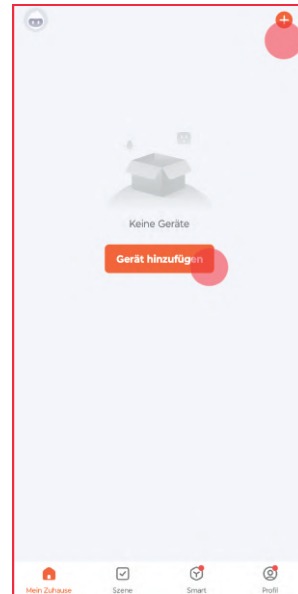 Keine Geräte
Gerät hinzufügen
Mein Zuhause
Szene
Smart
Profil